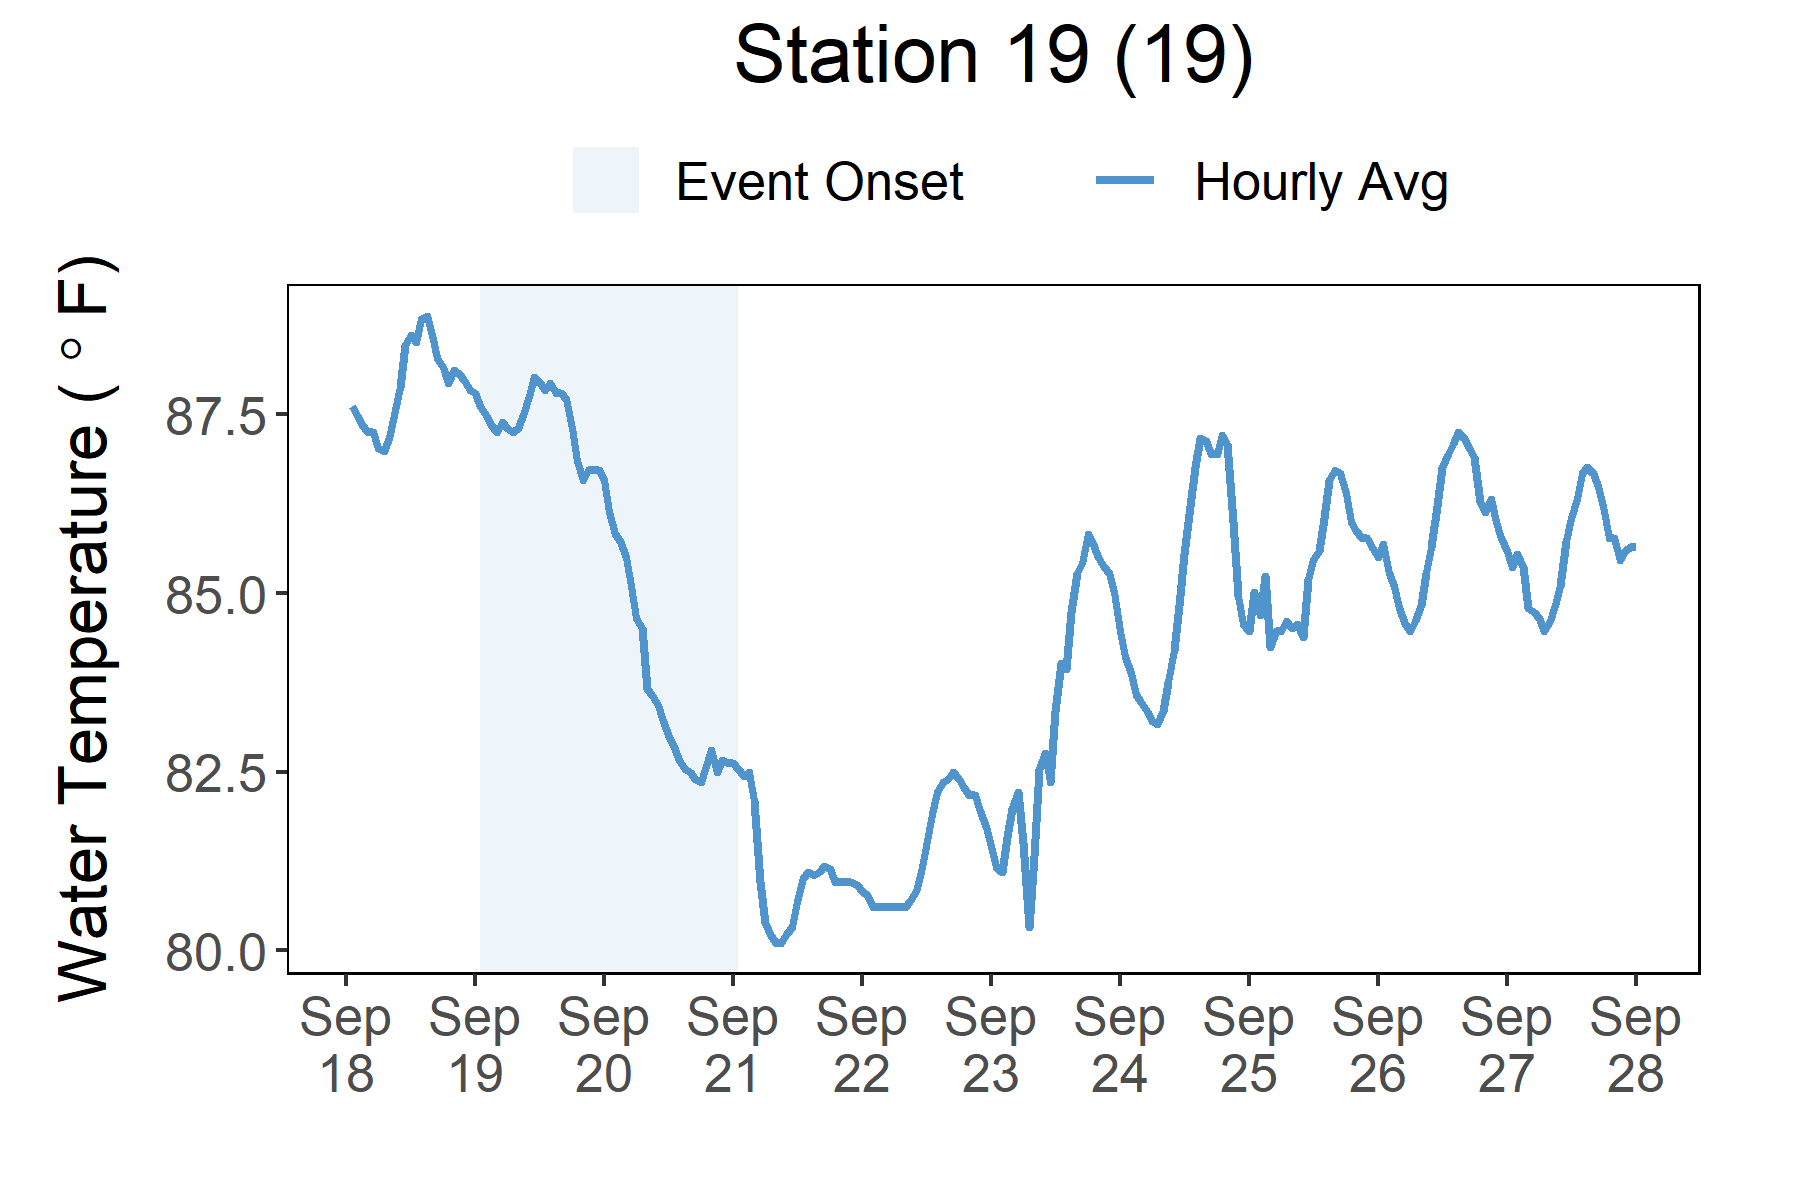 Station 19 (19)
Event Onset
Hourly Avg
Water Temperature ( ° F)
87.5
85.0
82.5
80.0
Sep 18
Sep 19
Sep 20
Sep 21
Sep 22
Sep 23
Sep 24
Sep 25
Sep 26
Sep 27
Sep 28